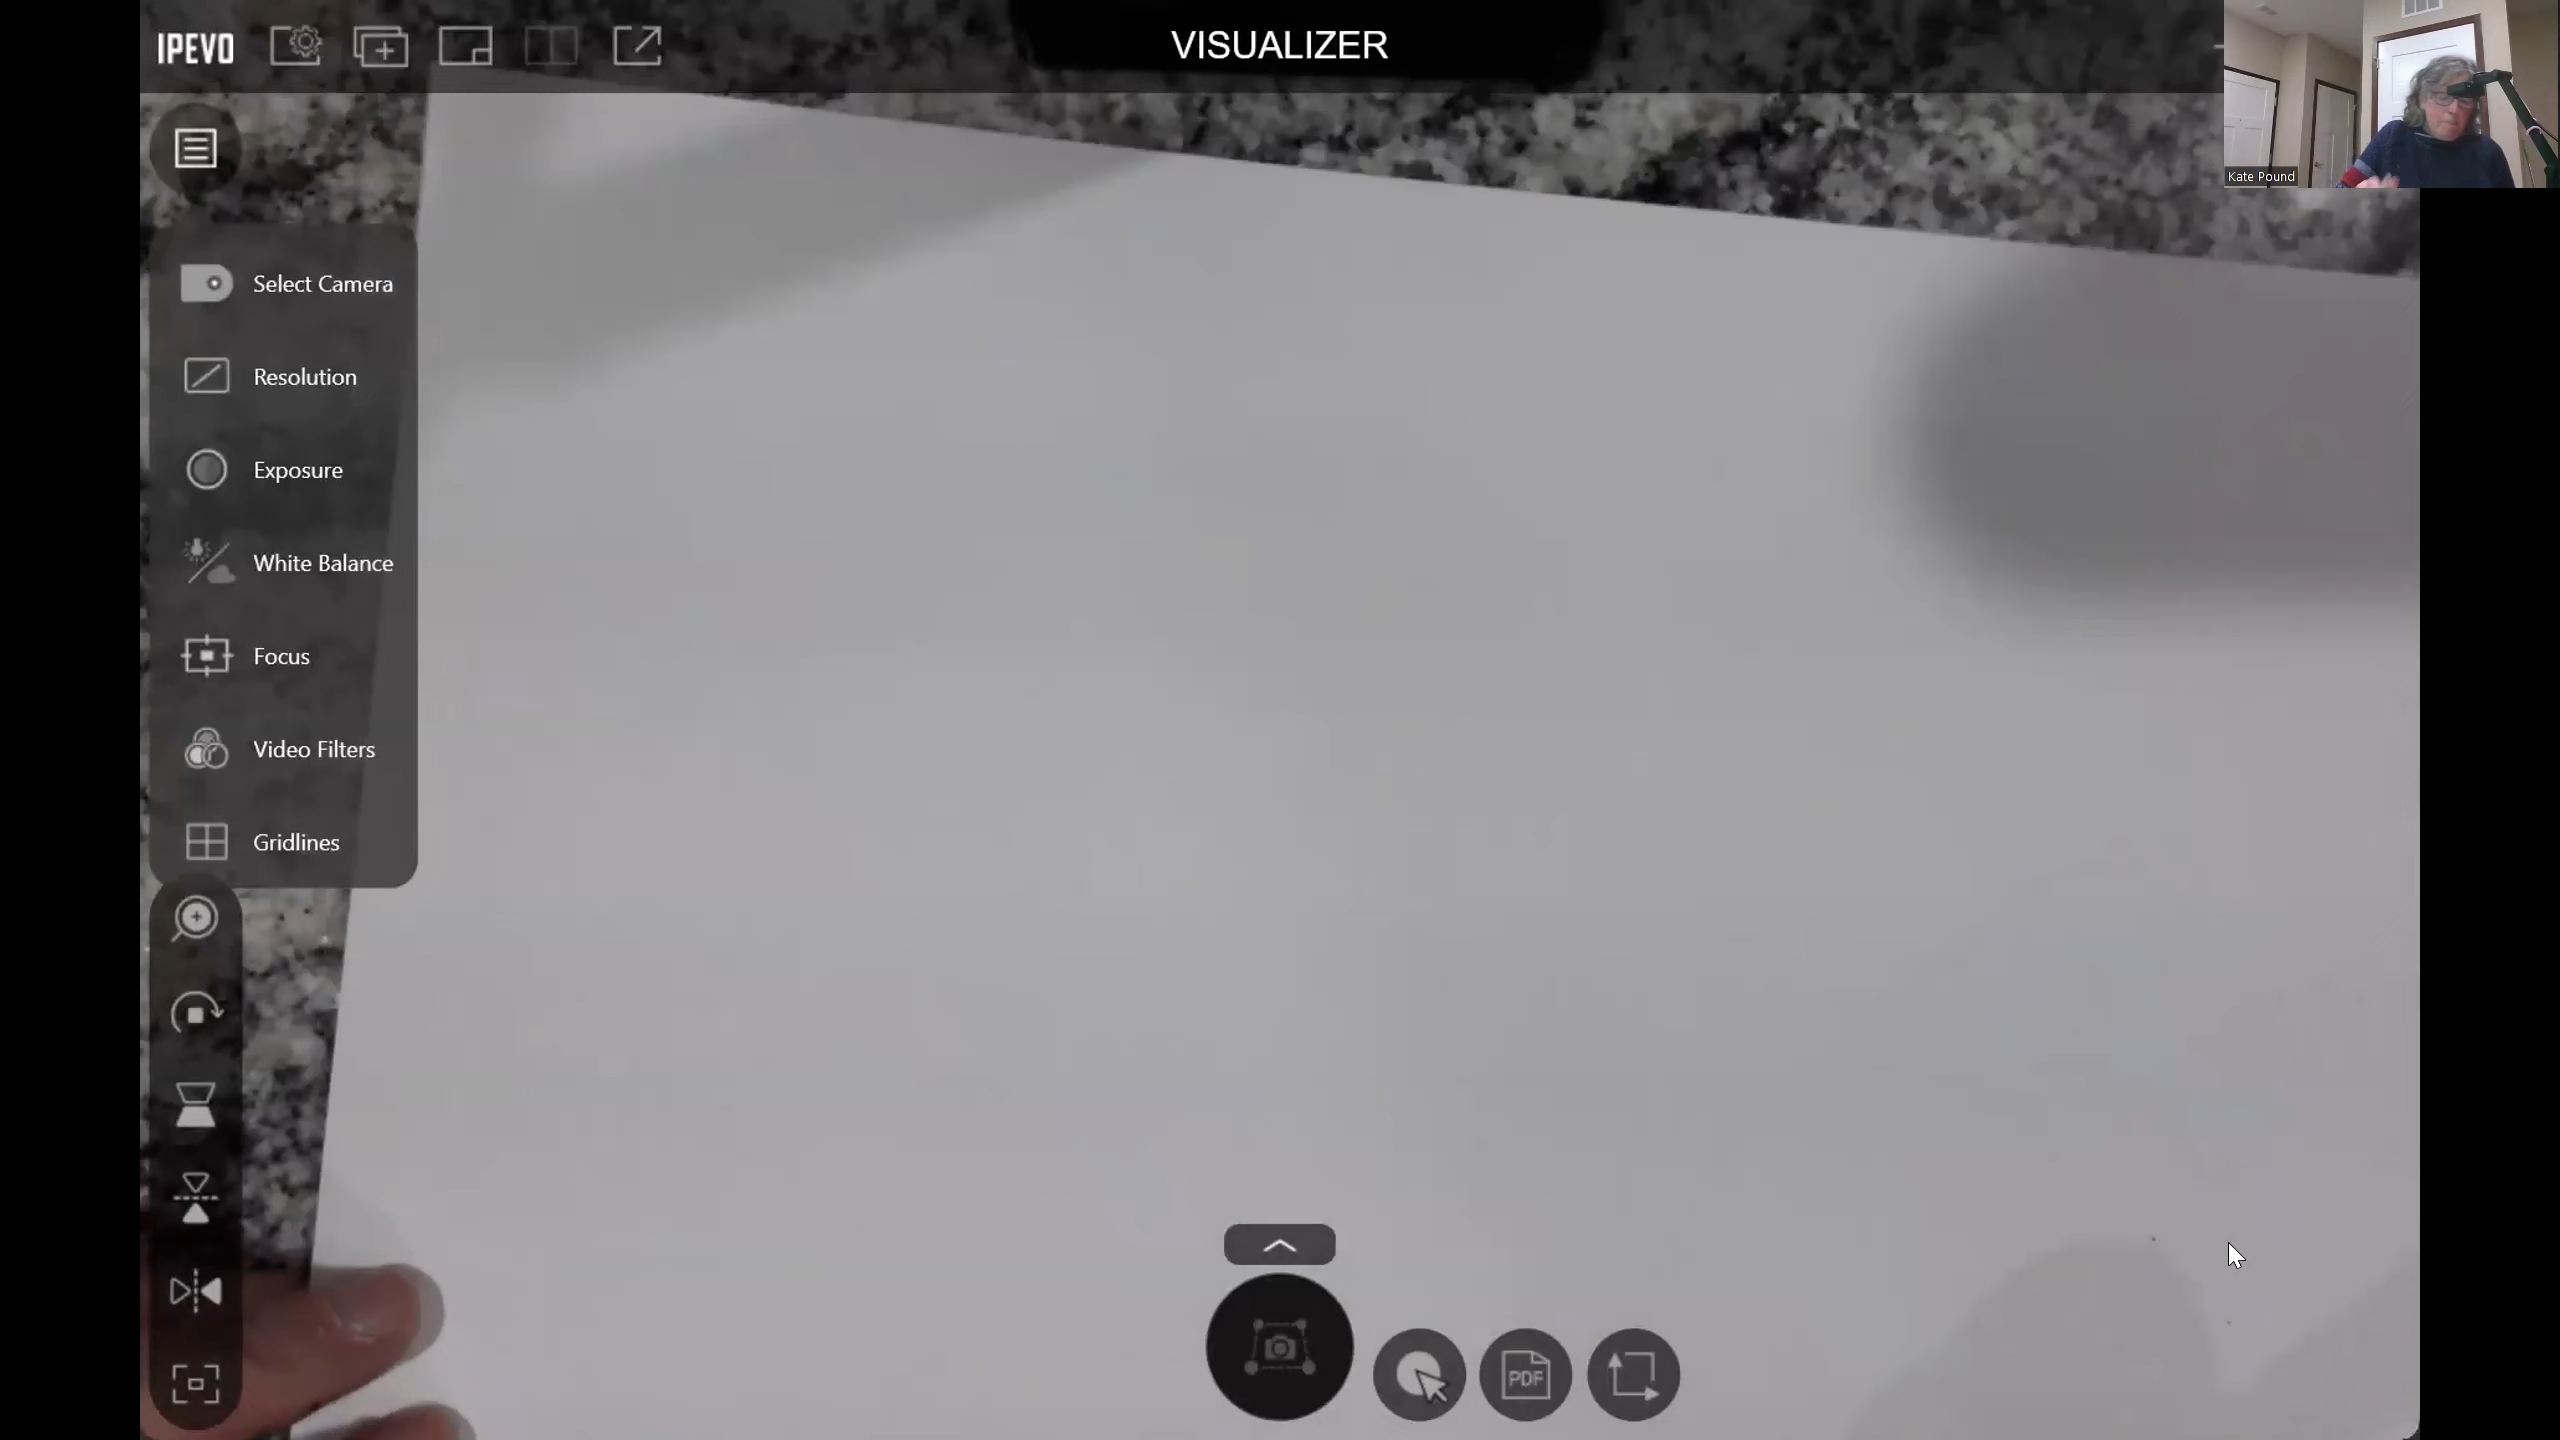 IPEVO
VISUALIZER
Kate Pound
Select Camera
Resolution
Exposure
White Balance
Focus
Video Filters
Gridlines
PDF